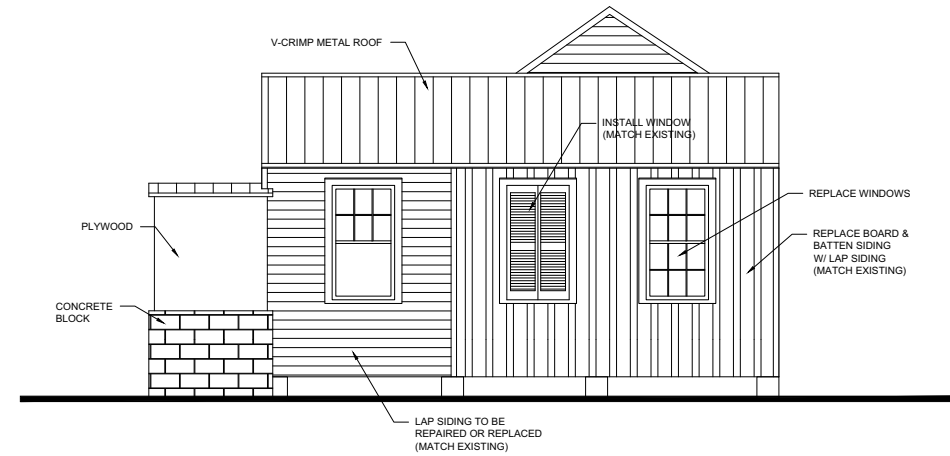 V-CRIMP METAL ROOF
INSTALL WINDOW
(MATCH EXISTING)
REPLACE WINDOWS
PLYWOOD
REPLACE BOARD &
BATTEN SIDING
W/ LAP SIDING
(MATCH EXISTING)
CONCRETE
BLOCK
LAP SIDING TO BE
REPAIRED OR REPLACED
(MATCH EXISTING)